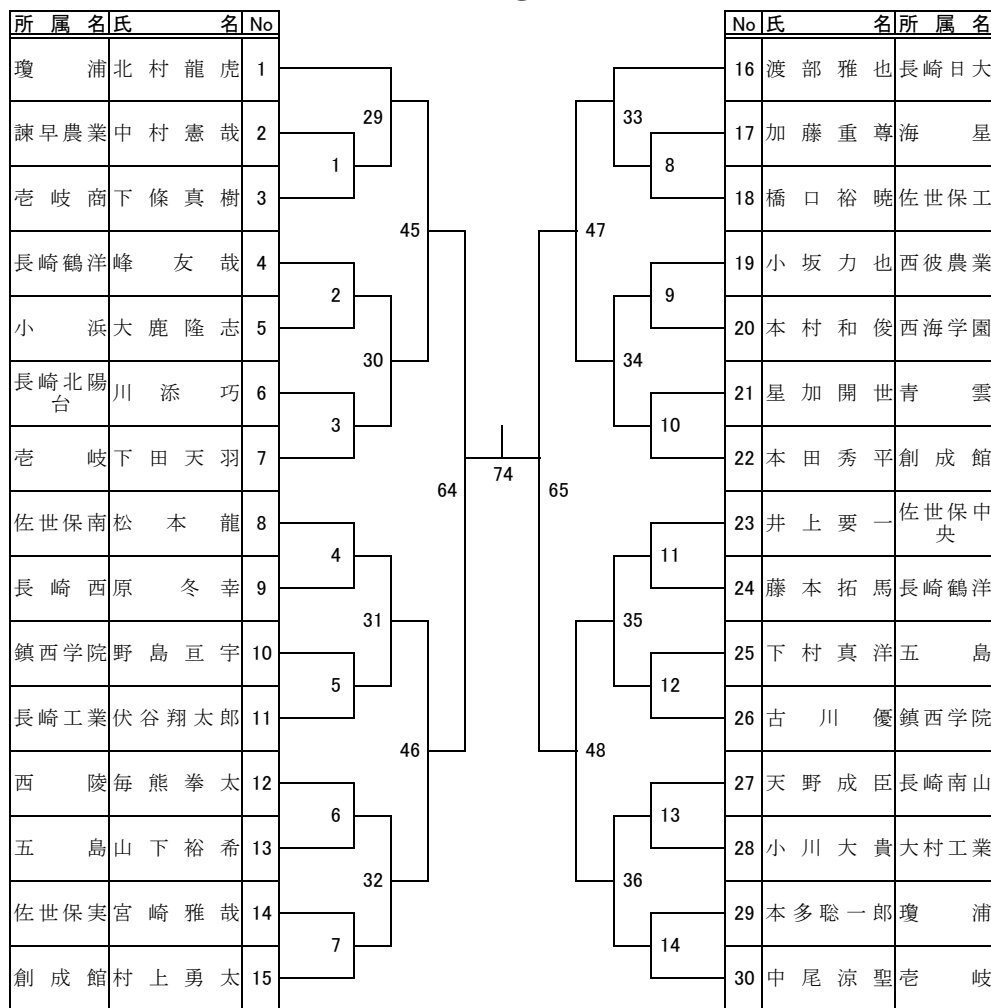 所属名 氏名 No
瓊浦 北村龍虎 1
諫早農業 中村憲哉 2
壱岐商 下條真樹 3
長崎鶴洋 峰友哉 4
小浜 大鹿隆志 5
長崎北陽台 川添巧 6
壱岐 下田天羽 7
佐世保南 松本龍 8
長崎西 原冬幸 9
鎮西学院 野島亘宇 10
長崎工業 伏谷翔太郎 11
西陵 毎熊拳太 12
五島 山下裕希 13
佐世保実 宮崎雅哉 14
創成館 村上勇太 15
29
1
45
2
30
3
64
4
31
5
46
6
32
7
74
65
33
8
47
9
34
10
11
35
12
48
13
36
14
No 氏名 所属名
16 渡部雅也 長崎日大
17 加藤重尊 海星
18 橋口裕暁 佐世保工
19 小坂力也 西彼農業
20 本村和俊 西海学園
21 星加開世 青雲
22 本田秀平 創成館
23 井上要一 佐世保中央
24 藤本拓馬 長崎鶴洋
25 下村真洋 五島
26 古川優 鎮西学院
27 天野成臣 長崎南山
28 小川大貴 大村工業
29 本多聡一郎 瓊浦
30 中尾涼聖 壱岐